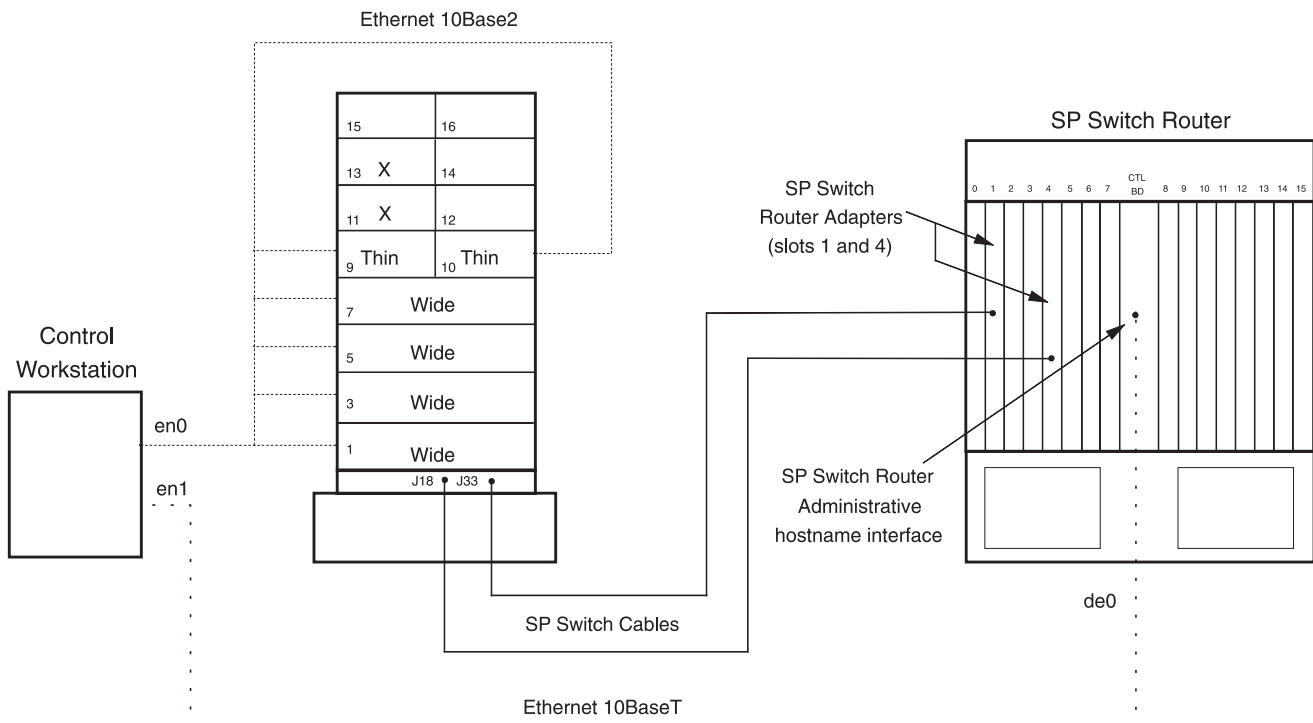 Ethernet 10Base2
15
16
13 X
14
11 X
12
9 Thin
10 Thin
7 Wide
5 Wide
3 Wide
1 Wide
J18 J33
Control
Workstation
en0
en1
SP Switch Router
CTL
0 1 2 3 4 5 6 7 BD 8 9 10 11 12 13 14 15
SP Switch
Router Adapters
(slots 1 and 4)
SP Switch Router
Administrative
hostname interface
de0
SP Switch Cables
Ethernet 10BaseT